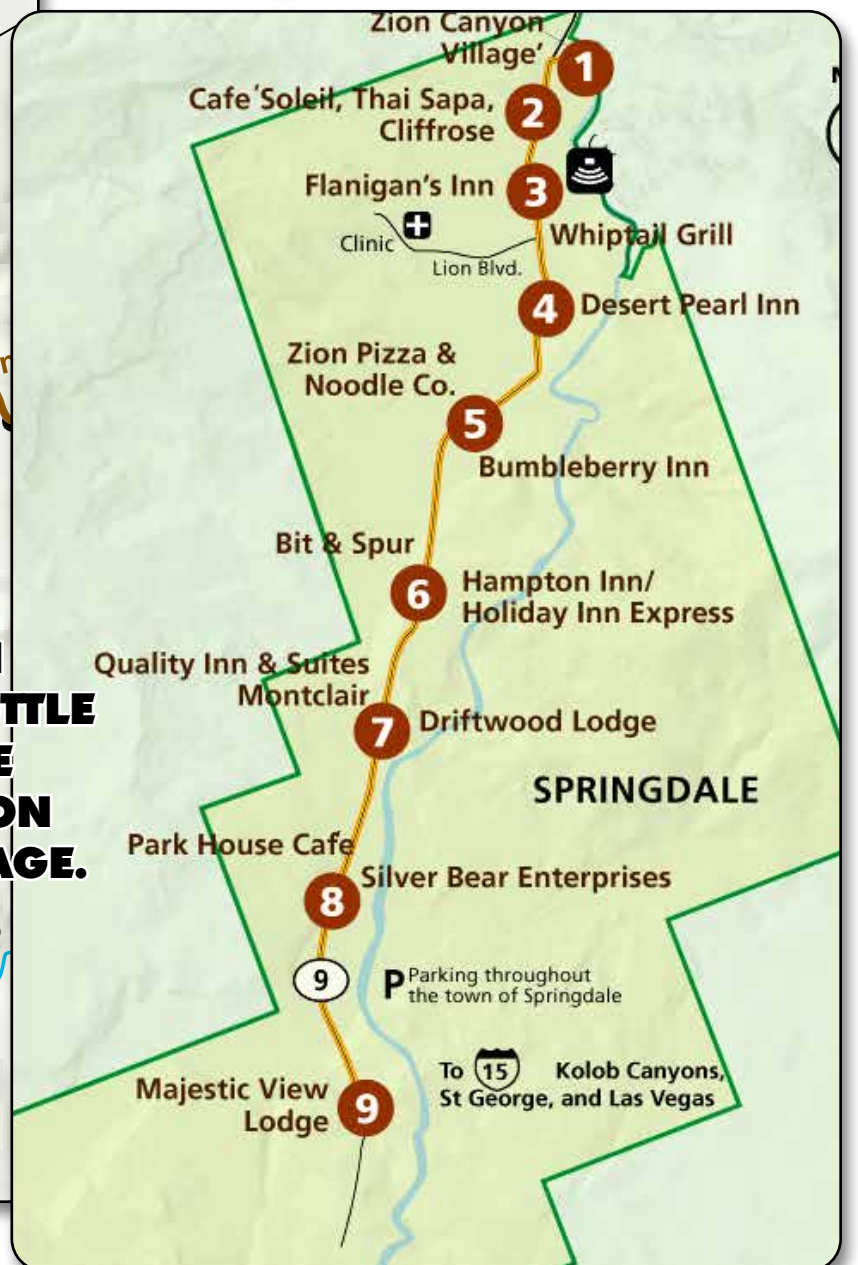 Zion Canyon
Village'
1
Cafe´Soleil, Thai Sapa,
Cliffrose
2
Flanigan's Inn
3
Clinic
Whiptail Grill
Lion Blvd.
4
Desert Pearl Inn
Zion Pizza &
Noodle Co.
5
Bumbleberry Inn
Bit & Spur
6
Hampton Inn/
Holiday Inn Express
Quality Inn & Suites
Montclair
7
Driftwood Lodge
SPRINGDALE
Park House Cafe
8
Silver Bear Enterprises
9
P
Parking throughout
the town of Springdale
To 15 Kolob Canyons,
St George, and Las Vegas
Majestic View
Lodge
9